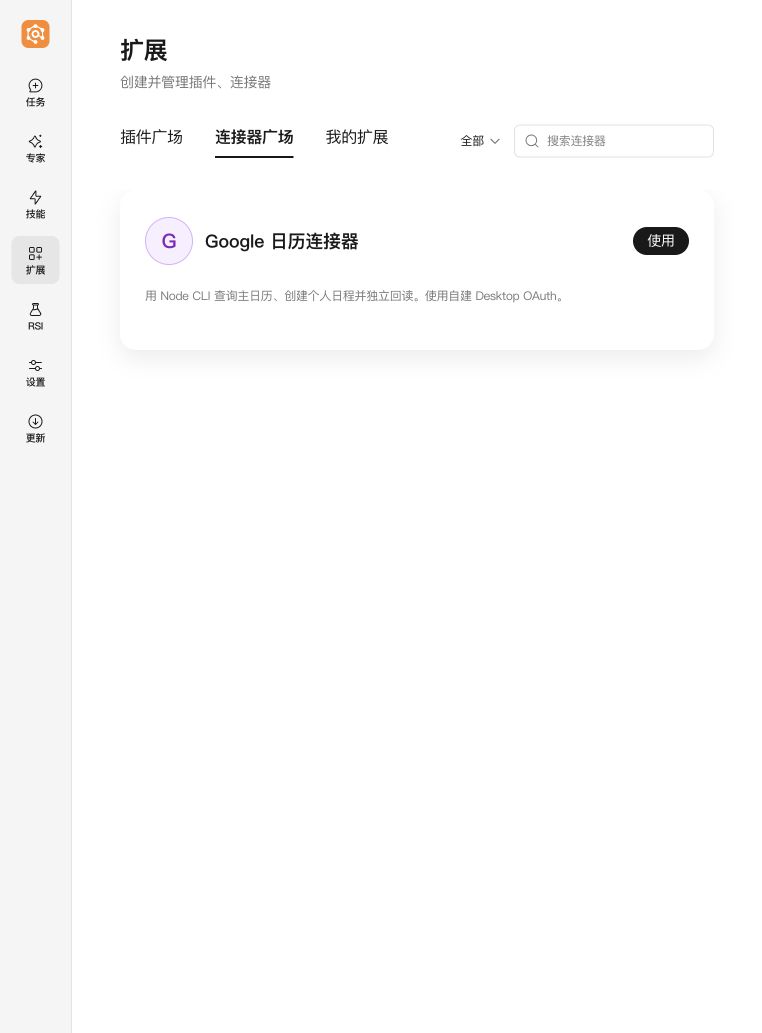 扩展
创建并管理插件、连接器
任务
专家
技能
扩展
RSI
设置
更新
插件广场 连接器广场 我的扩展 全部 搜索连接器
G Google 日历连接器 使用
用 Node CLI 查询主日历、创建个人日程并独立回读。使用自建 Desktop OAuth。